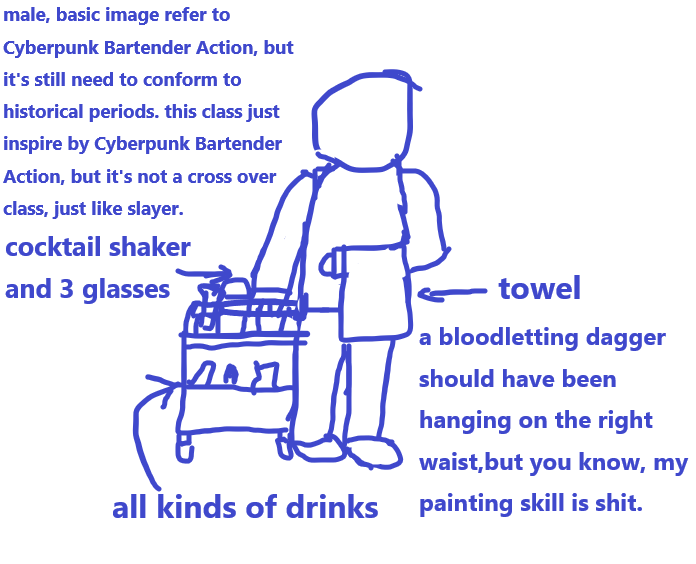 male, basic image refer to
Cyberpunk Bartender Action, but
it's still need to conform to
historical periods. this class just
inspire by Cyberpunk Bartender
Action, but it's not a cross over
class, just like slayer.
cocktail shaker
and 3 glasses
towel
a bloodletting dagger
should have been
hanging on the right
waist,but you know, my
painting skill is shit.
all kinds of drinks